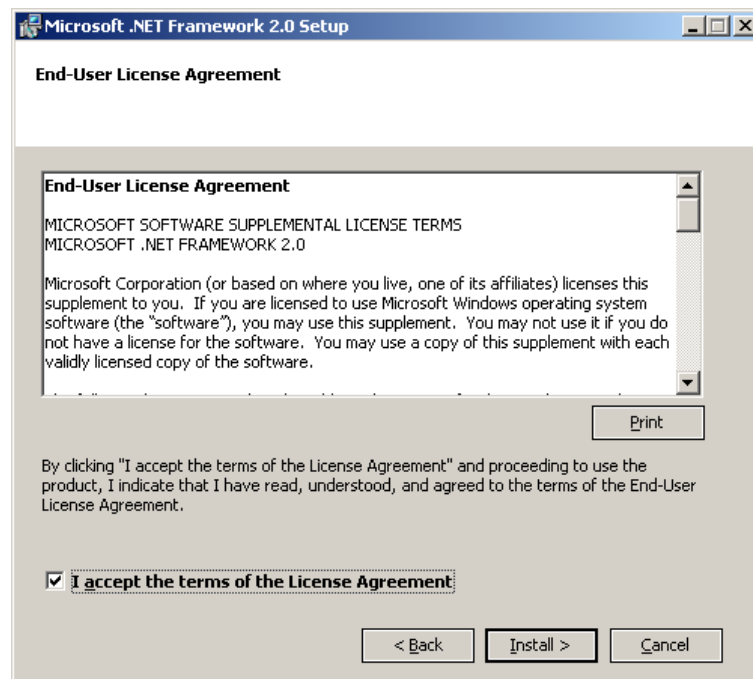 Microsoft .NET Framework 2.0 Setup
End-User License Agreement
End-User License Agreement
MICROSOFT SOFTWARE SUPPLEMENTAL LICENSE TERMS
MICROSOFT .NET FRAMEWORK 2.0
Microsoft Corporation (or based on where you live, one of its affiliates) licenses this
supplement to you.  If you are licensed to use Microsoft Windows operating system
software (the “software”), you may use this supplement.  You may not use it if you do
not have a license for the software.  You may use a copy of this supplement with each
validly licensed copy of the software.
Print
By clicking "I accept the terms of the License Agreement" and proceeding to use the
product, I indicate that I have read, understood, and agreed to the terms of the End-User
License Agreement.
I accept the terms of the License Agreement
< Back
Install >
Cancel